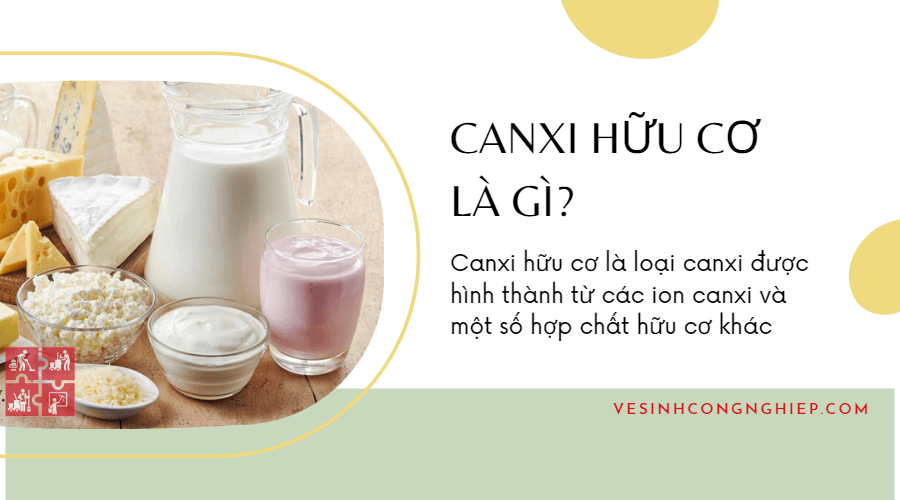 CANXI HỮU CƠ
LÀ GÌ?
Canxi hữu cơ là loại canxi được
hình thành từ các ion canxi và
một số hợp chất hữu cơ khác
VESINHCONGNGHIEP.COM